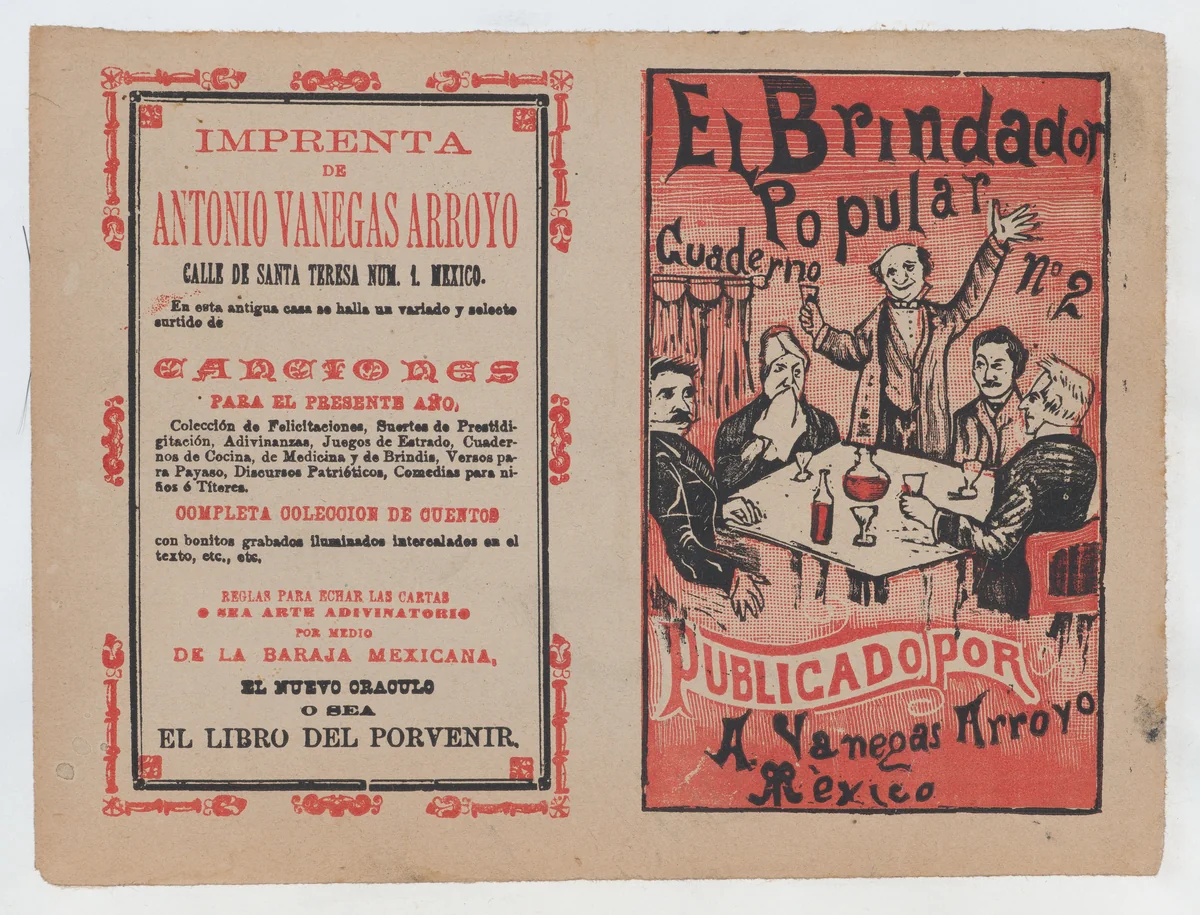 IMPRENTA
DE
ANTONIO VANEGAS ARROYO
CALLE DE SANTA TERESA NUM. 1. MEXICO.
En esta antigua casa se halla un variado y selecto
surtido de
CANCIONES
PARA EL PRESENTE AÑO,
Colección de Felicitaciones, Suertes de Prestidi-
gitación, Adivinanzas, Juegos de Estrado, Cuader-
nos de Cocina, de Medicina y de Brindis, Versos pa-
ra Payaso, Discursos Patrióticos, Comedias para ni-
ños ó Títeres.
COMPLETA COLECCION DE CUENTOS
con bonitos grabados iluminados intercalados en el
texto, etc., etc,
REGLAS PARA ECHAR LAS CARTAS
O SEA ARTE ADIVINATORIO
POR MEDIO
DE LA BARAJA MEXICANA,
EL NUEVO ORACULO
O SEA
EL LIBRO DEL PORVENIR.
EL Brindador
Popular
Cuaderno
Nº 2
PUBLICADO POR
A. Vanegas Arroyo
Mèxico